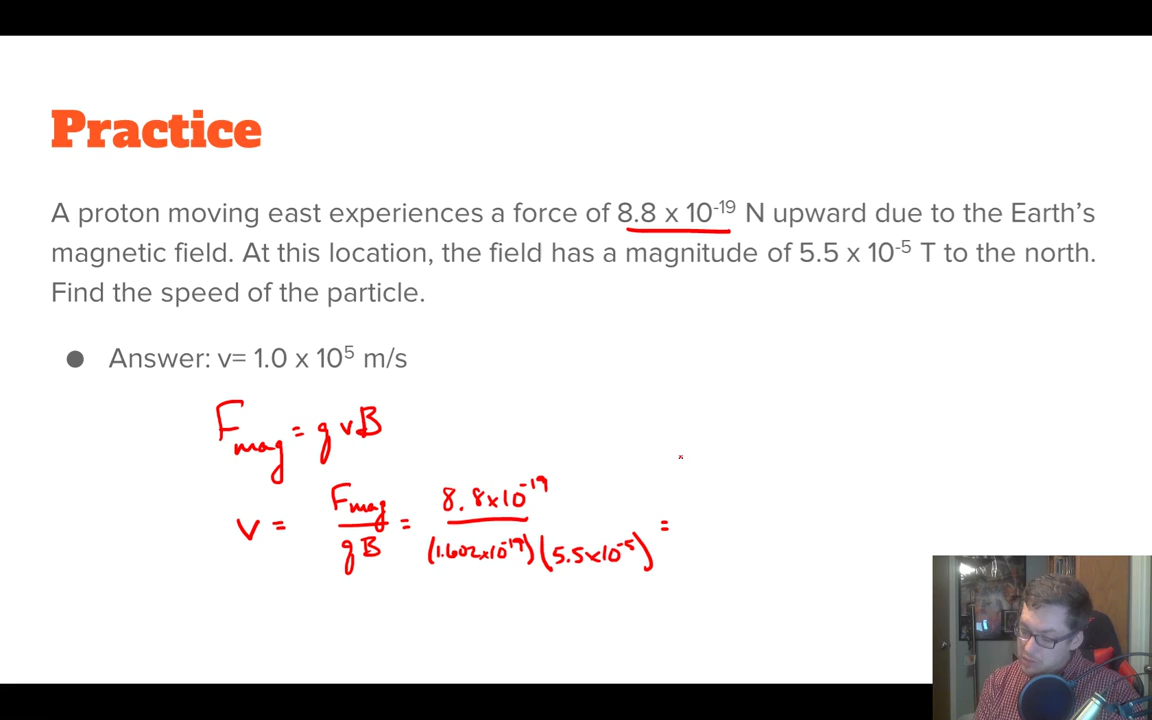 Practice
A proton moving east experiences a force of 8.8 x 10⁻¹⁹ N upward due to the Earth's
magnetic field. At this location, the field has a magnitude of 5.5 x 10⁻⁵ T to the north.
Find the speed of the particle.
● Answer: v= 1.0 x 10⁵ m/s
F_mag = qvB
v = F_mag / qB = 8.8x10⁻¹⁹ / (1.602x10⁻¹⁹)(5.5x10⁻⁵) =